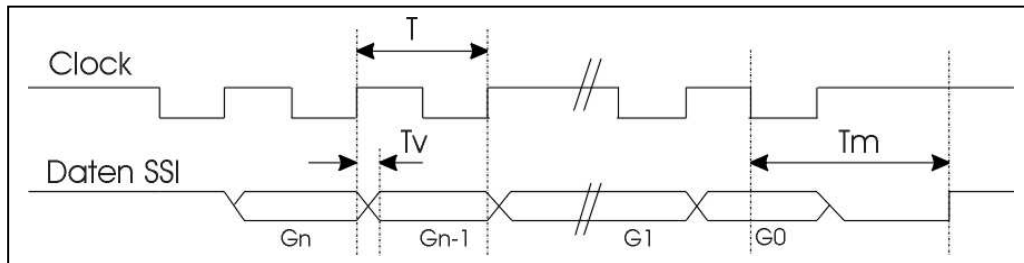 T
Clock
Tv
Tm
Daten SSI
Gn
Gn-1
G1
G0